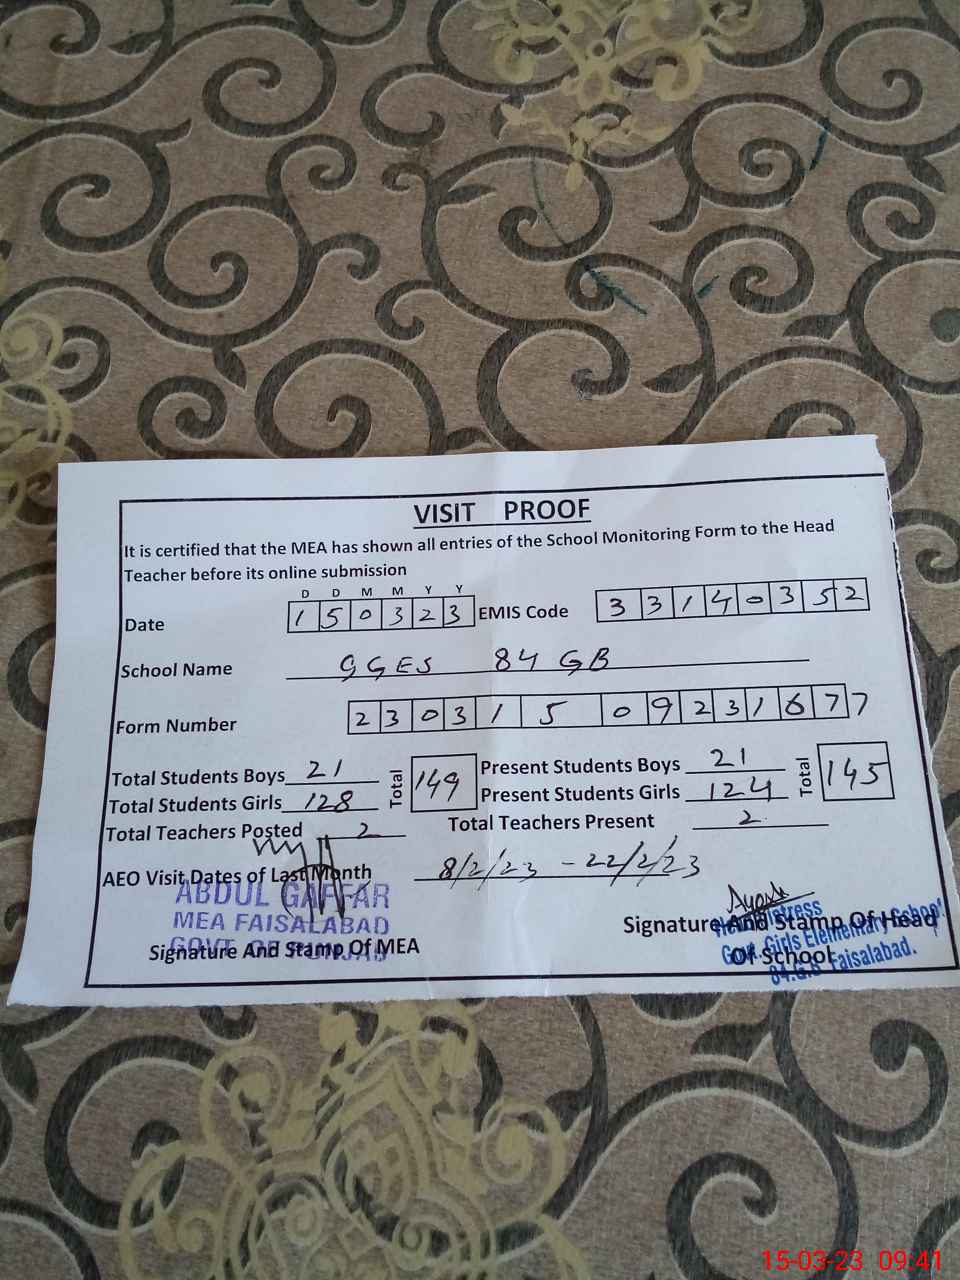 VISIT PROOF
It is certified that the MEA has shown all entries of the School Monitoring Form to the Head
Teacher before its online submission
D D M M Y Y
Date 1 5 0 3 2 3 EMIS Code 3 3 1 4 0 3 5 2
School Name GGES 84 GB
Form Number 2 3 0 3 1 5 0 9 2 3 1 6 7 7
Total Students Boys 21 Total 149 Present Students Boys 21 Total 145
Total Students Girls 128 Present Students Girls 124
Total Teachers Posted 2 Total Teachers Present 2
AEO Visit Dates of Last Month 8/2/23 - 22/2/23
ABDUL GAFFAR
MEA FAISALABAD
GOVT. OF PUNJAB
Signature And Stamp Of MEA
Signature And Stamp Of Head
Of School
Headmistress
Govt. Girls Elementary School
84.G.B Faisalabad.
15-03-23 09:41